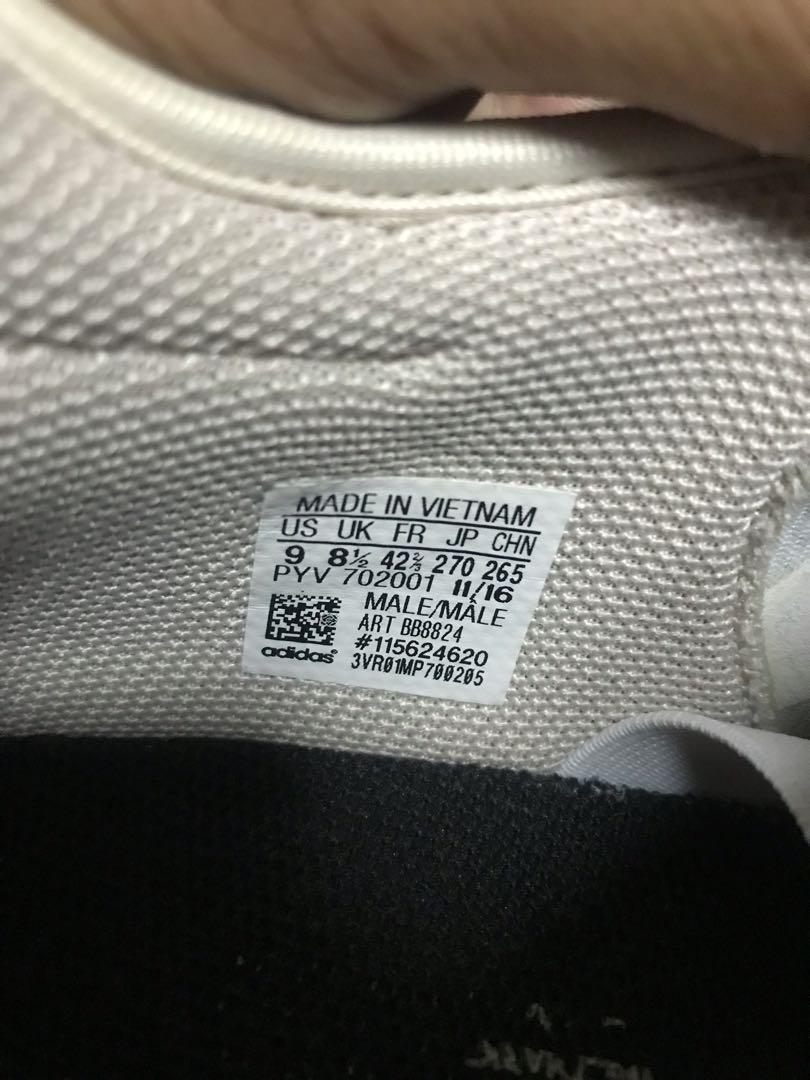 MADE IN VIETNAM
US UK FR JP CHN
9 8½ 42⅔ 270 265
PYV 702001 11/16
MALE/MÂLE
ART BB8824
#115624620
adidas® 3VR01MP700205